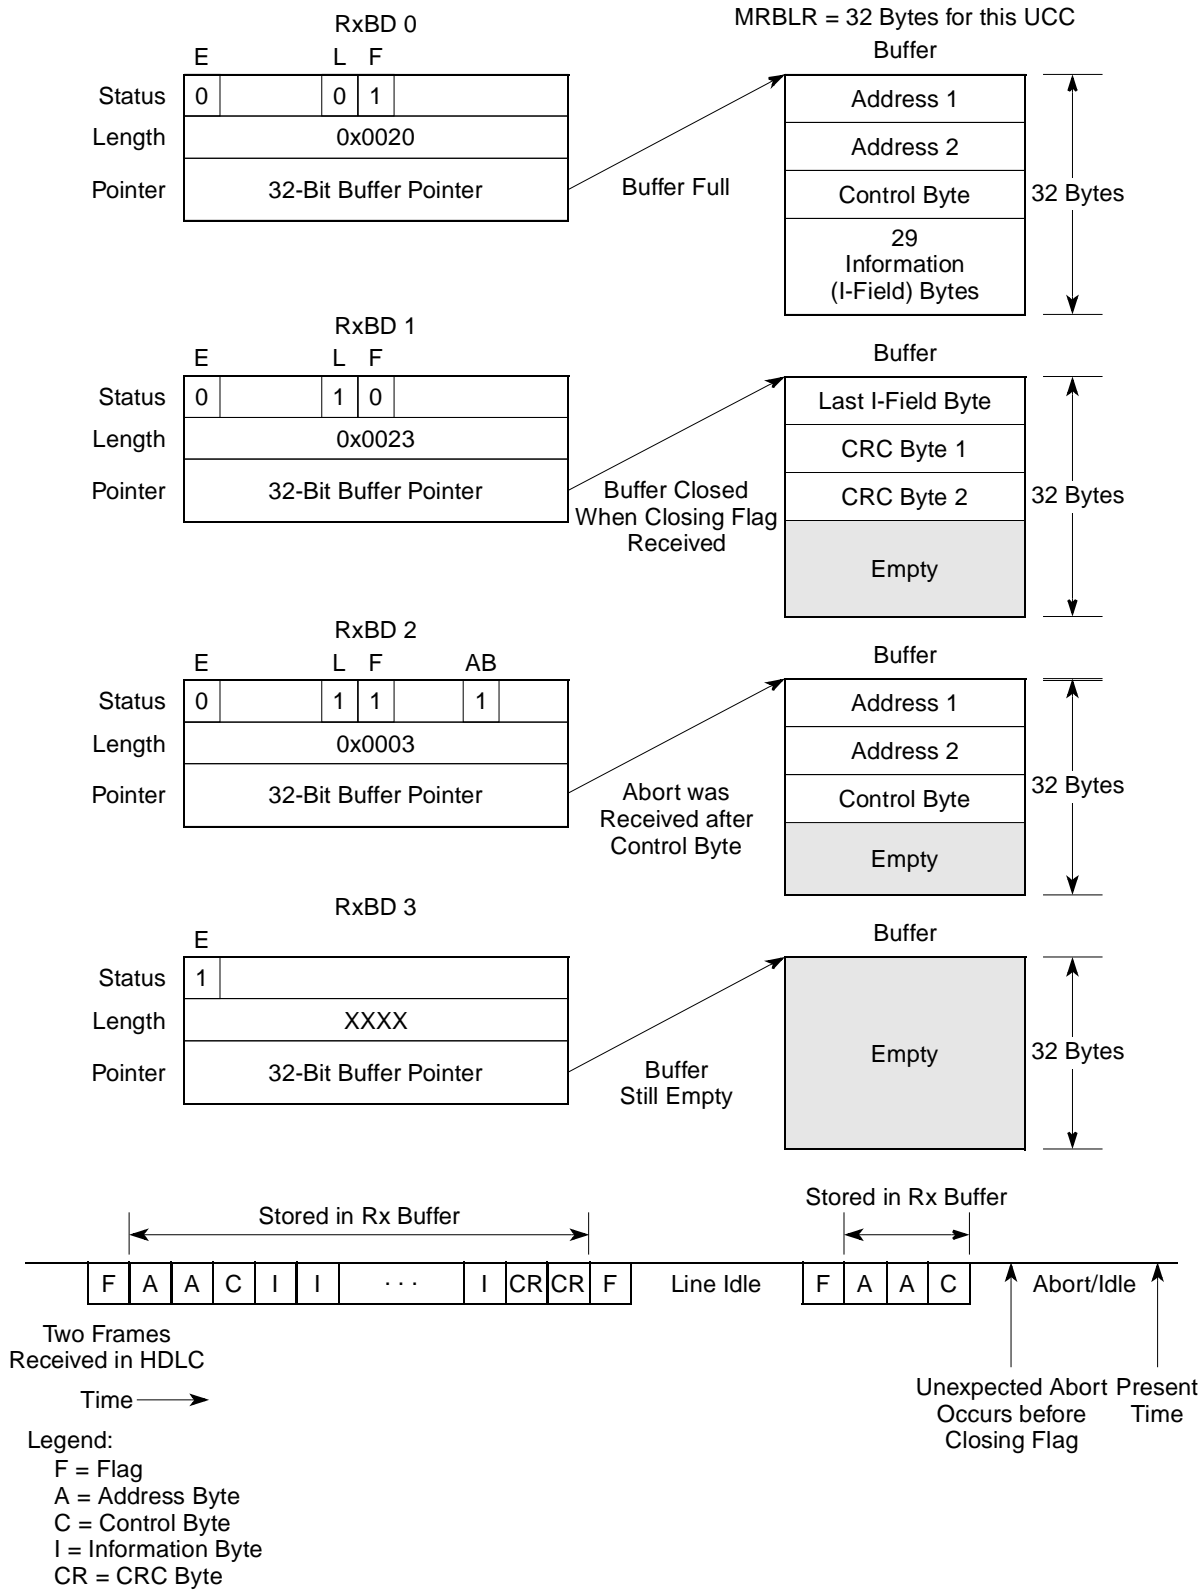 MRBLR = 32 Bytes for this UCC
RxBD 0
Buffer
E L F
Status 0 0 1
Length 0x0020
Pointer 32-Bit Buffer Pointer
Buffer Full
Address 1
Address 2
Control Byte
29
Information
(I-Field) Bytes
32 Bytes
RxBD 1
Buffer
E L F
Status 0 1 0
Length 0x0023
Pointer 32-Bit Buffer Pointer
Buffer Closed
When Closing Flag
Received
Last I-Field Byte
CRC Byte 1
CRC Byte 2
Empty
32 Bytes
RxBD 2
Buffer
E L F AB
Status 0 1 1 1
Length 0x0003
Pointer 32-Bit Buffer Pointer
Abort was
Received after
Control Byte
Address 1
Address 2
Control Byte
Empty
32 Bytes
RxBD 3
Buffer
E
Status 1
Length XXXX
Pointer 32-Bit Buffer Pointer
Buffer
Still Empty
Empty
32 Bytes
Stored in Rx Buffer
Stored in Rx Buffer
F A A C I I · · · I CR CR F Line Idle F A A C Abort/Idle
Two Frames
Received in HDLC
Time
Unexpected Abort
Occurs before
Closing Flag
Present
Time
Legend:
F = Flag
A = Address Byte
C = Control Byte
I = Information Byte
CR = CRC Byte